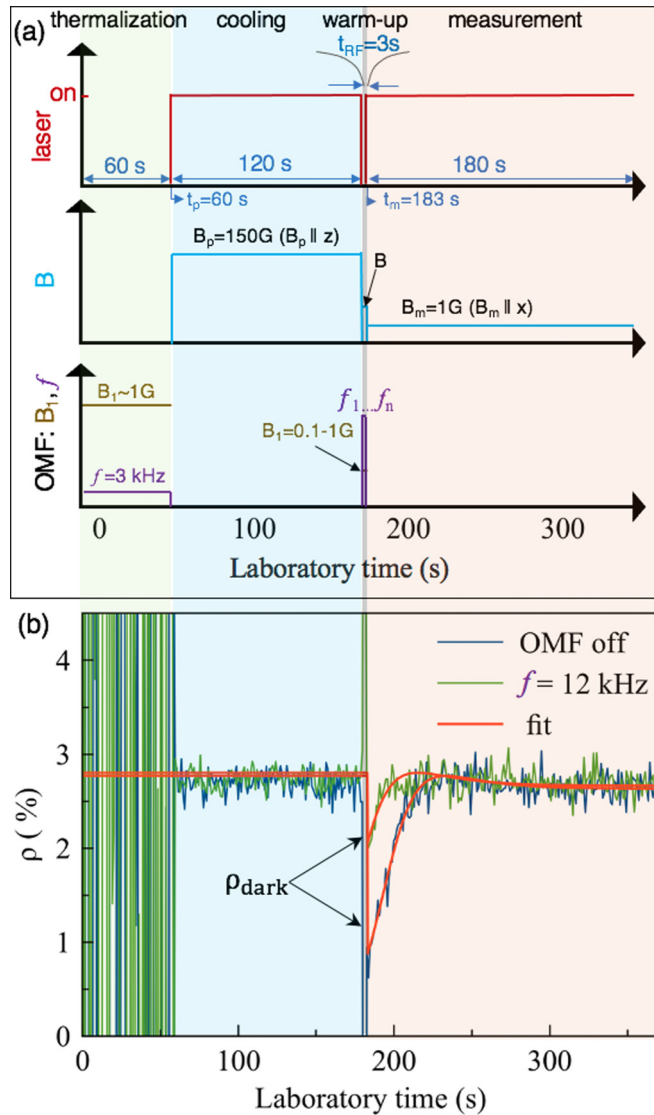 (a)
thermalization cooling warm-up measurement
t_RF=3s
on
laser
60 s 120 s 180 s
t_p=60 s t_m=183 s
B_p=150G (B_p ∥ z)
B
B
B_m=1G (B_m ∥ x)
OMF: B_1, f
B_1~1G
f_1...f_n
B_1=0.1-1G
f=3 kHz
0 100 200 300
Laboratory time (s)
(b)
OMF off
f = 12 kHz
fit
ρ ( %)
4
3
2
1
0
ρ_dark
0 100 200 300
Laboratory time (s)